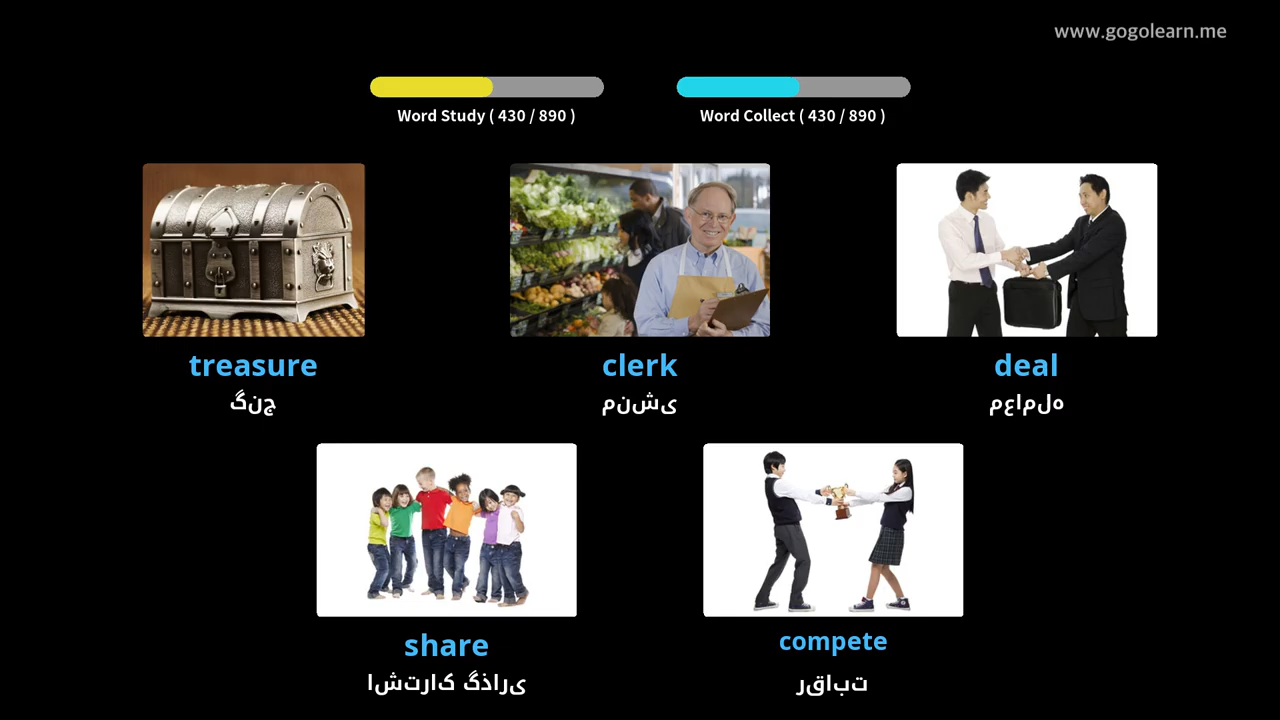 www.gogolearn.me
Word Study ( 430 / 890 )
Word Collect ( 430 / 890 )
treasure
گنج
clerk
منشی
deal
معامله
share
اشتراک گذاری
compete
رقابت